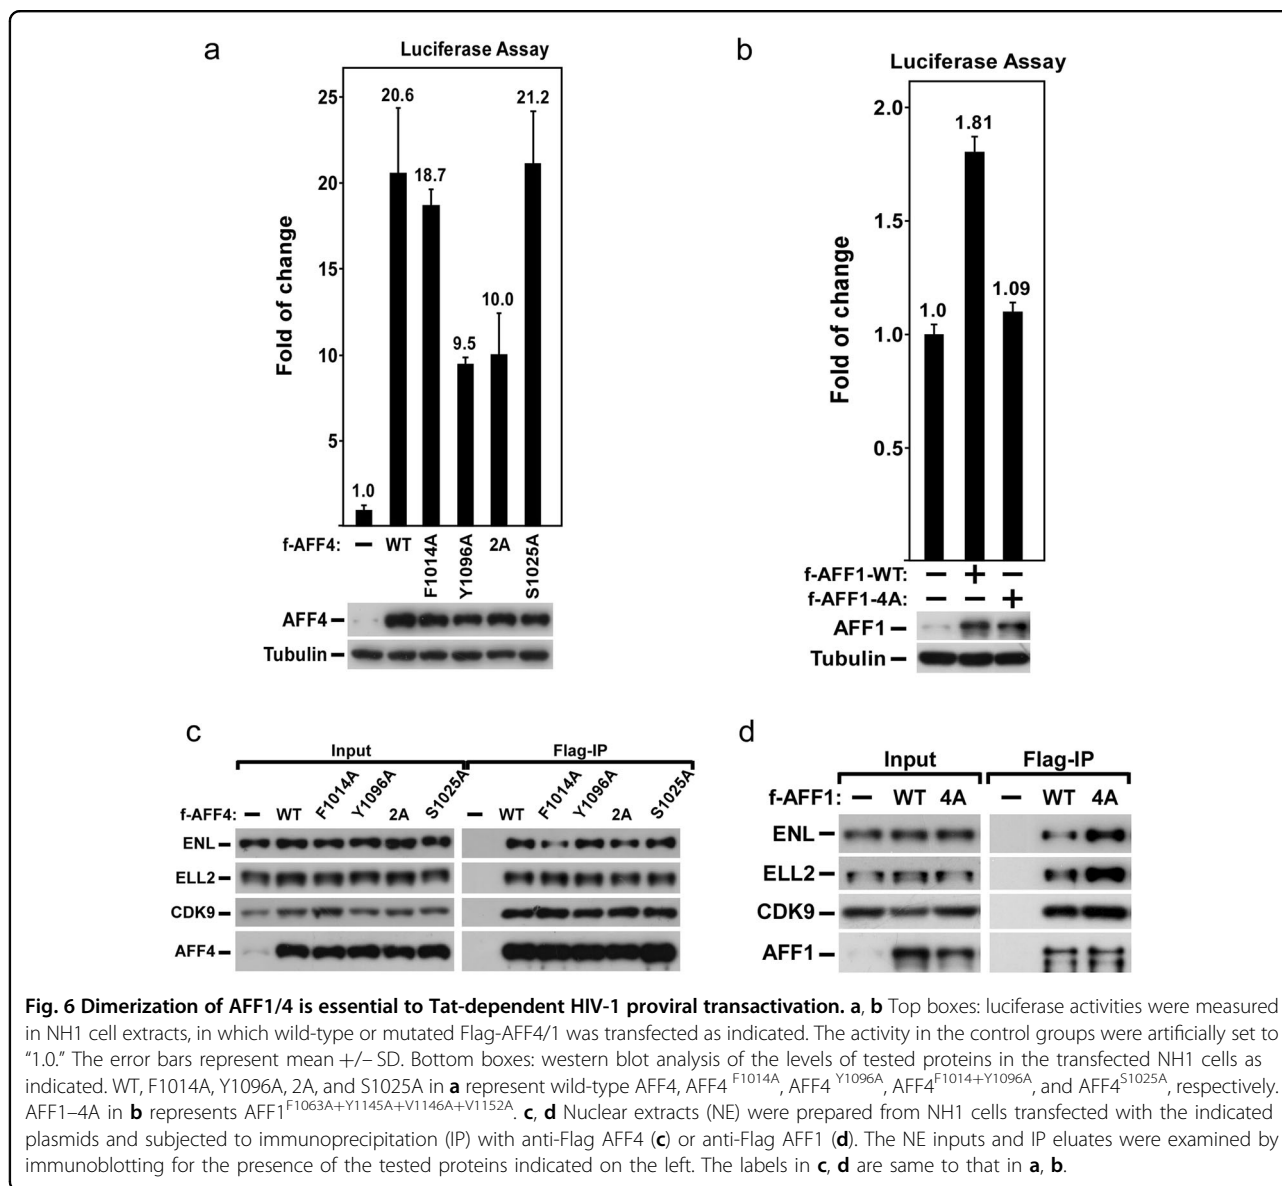 a
Luciferase Assay
Fold of change
25
20
15
10
5
1.0
20.6
18.7
9.5
10.0
21.2
f-AFF4: – WT F1014A Y1096A 2A S1025A
AFF4 –
Tubulin –
b
Luciferase Assay
Fold of change
2.0
1.5
1.0
0.5
1.0
1.81
1.09
f-AFF1-WT: – + –
f-AFF1-4A: – – +
AFF1 –
Tubulin –
c
Input Flag-IP
f-AFF4: – WT F1014A Y1096A 2A S1025A – WT F1014A Y1096A 2A S1025A
ENL –
ELL2 –
CDK9 –
AFF4 –
d
Input Flag-IP
f-AFF1: – WT 4A – WT 4A
ENL –
ELL2 –
CDK9 –
AFF1 –
Fig. 6 Dimerization of AFF1/4 is essential to Tat-dependent HIV-1 proviral transactivation. a, b Top boxes: luciferase activities were measured
in NH1 cell extracts, in which wild-type or mutated Flag-AFF4/1 was transfected as indicated. The activity in the control groups were artificially set to
“1.0.” The error bars represent mean +/– SD. Bottom boxes: western blot analysis of the levels of tested proteins in the transfected NH1 cells as
indicated. WT, F1014A, Y1096A, 2A, and S1025A in a represent wild-type AFF4, AFF4 F1014A, AFF4 Y1096A, AFF4F1014+Y1096A, and AFF4S1025A, respectively.
AFF1–4A in b represents AFF1F1063A+Y1145A+V1146A+V1152A. c, d Nuclear extracts (NE) were prepared from NH1 cells transfected with the indicated
plasmids and subjected to immunoprecipitation (IP) with anti-Flag AFF4 (c) or anti-Flag AFF1 (d). The NE inputs and IP eluates were examined by
immunoblotting for the presence of the tested proteins indicated on the left. The labels in c, d are same to that in a, b.